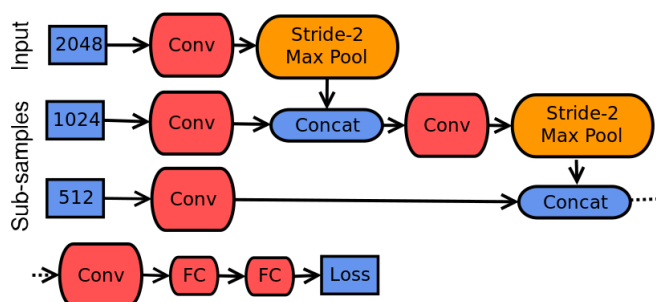 Input
2048
Conv
Stride-2
Max Pool
Sub-samples
1024
Conv
Concat
Conv
Stride-2
Max Pool
512
Conv
Concat
Conv
FC
FC
Loss